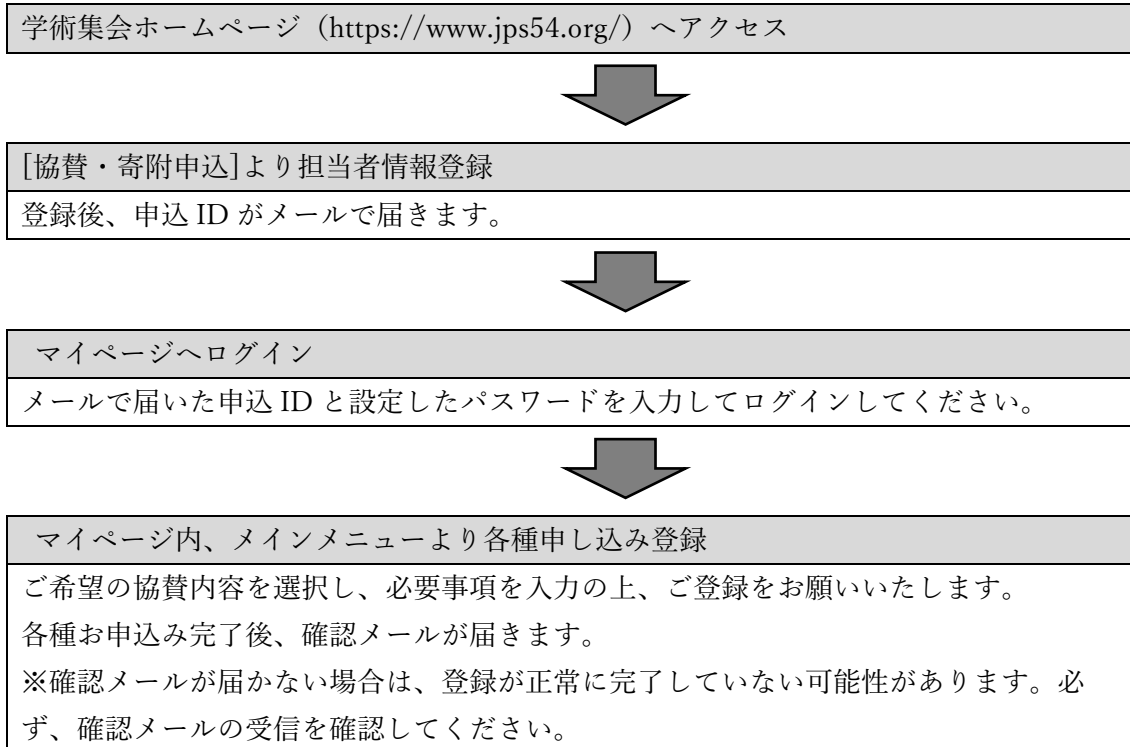 学術集会ホームページ（https://www.jps54.org/）へアクセス
[協賛・寄附申込]より担当者情報登録
登録後、申込 ID がメールで届きます。
マイページへログイン
メールで届いた申込 ID と設定したパスワードを入力してログインしてください。
マイページ内、メインメニューより各種申し込み登録
ご希望の協賛内容を選択し、必要事項を入力の上、ご登録をお願いいたします。
各種お申込み完了後、確認メールが届きます。
※確認メールが届かない場合は、登録が正常に完了していない可能性があります。必
ず、確認メールの受信を確認してください。